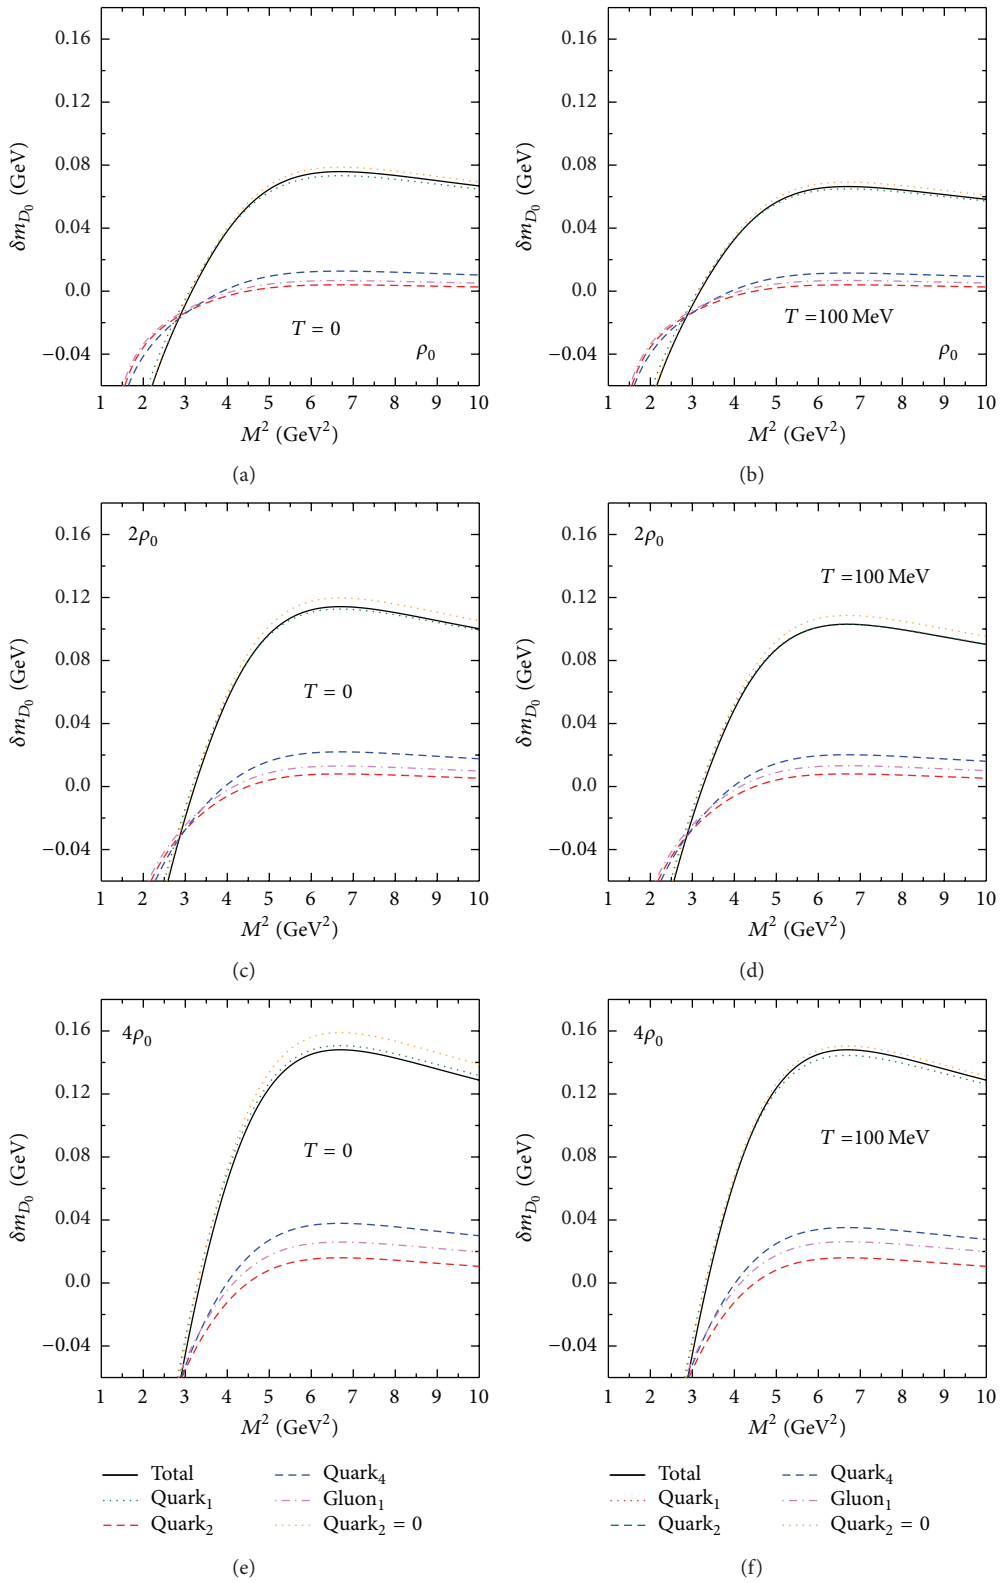 0.16
0.12
0.08
0.04
0.0
−0.04
δm_{D_0} (GeV)
T = 0
ρ_0
1 2 3 4 5 6 7 8 9 10
M^2 (GeV^2)
(a)
0.16
0.12
0.08
0.04
0.0
−0.04
δm_{D_0} (GeV)
T = 100 MeV
ρ_0
1 2 3 4 5 6 7 8 9 10
M^2 (GeV^2)
(b)
2ρ_0
0.16
0.12
0.08
0.04
0.0
−0.04
δm_{D_0} (GeV)
T = 0
1 2 3 4 5 6 7 8 9 10
M^2 (GeV^2)
(c)
2ρ_0
0.16
0.12
0.08
0.04
0.0
−0.04
δm_{D_0} (GeV)
T = 100 MeV
1 2 3 4 5 6 7 8 9 10
M^2 (GeV^2)
(d)
4ρ_0
0.16
0.12
0.08
0.04
0.0
−0.04
δm_{D_0} (GeV)
T = 0
1 2 3 4 5 6 7 8 9 10
M^2 (GeV^2)
Total
Quark_1
Quark_2
Quark_4
Gluon_1
Quark_2 = 0
(e)
4ρ_0
0.16
0.12
0.08
0.04
0.0
−0.04
δm_{D_0} (GeV)
T = 100 MeV
1 2 3 4 5 6 7 8 9 10
M^2 (GeV^2)
Total
Quark_1
Quark_2
Quark_4
Gluon_1
Quark_2 = 0
(f)